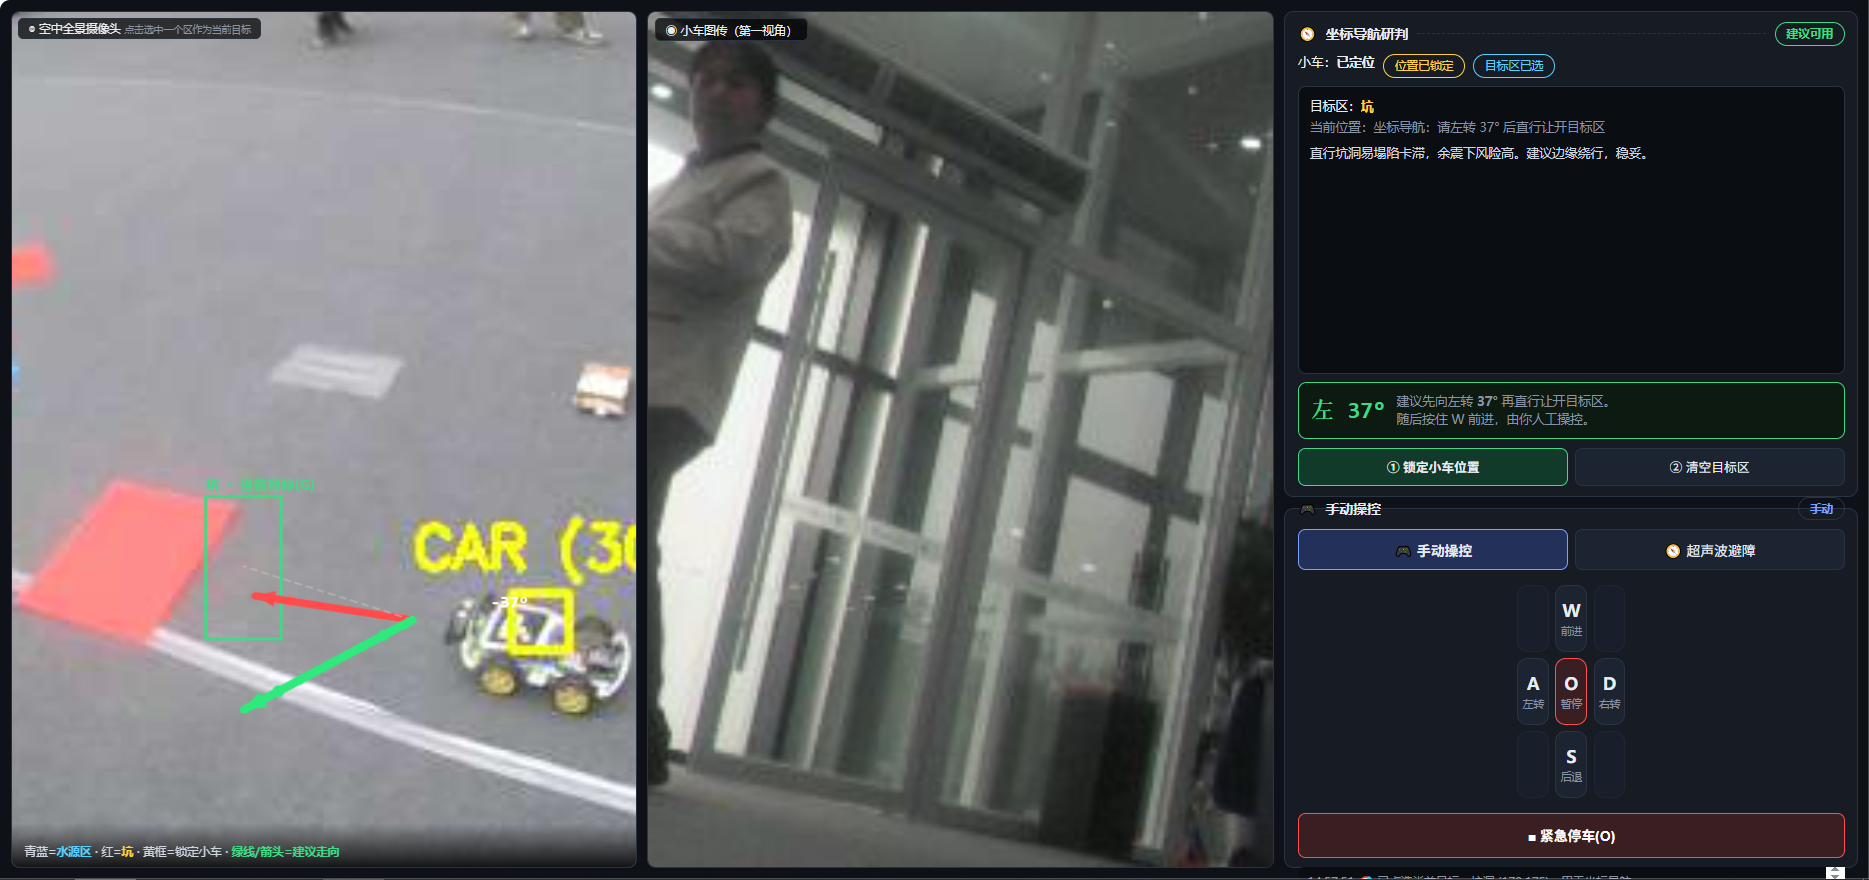 空中全景摄像头 点击选中一个区作为当前目标
CAR (30
-37°
青蓝=水源区 · 红=坑 · 黄框=锁定小车 · 绿线/箭头=建议走向
小车图传（第一视角）
坐标导航研判
建议可用
小车：已定位 位置已锁定 目标区已选
目标区：坑
当前位置：坐标导航：请左转 37° 后直行让开目标区
直行坑洞易塌陷卡滞，余震下风险高。建议边缘绕行，稳妥。
左 37°
建议先向左转 37° 再直行让开目标区。
随后按住 W 前进，由你人工操控。
① 锁定小车位置
② 清空目标区
手动操控
手动
手动操控
超声波避障
W
前进
A
左转
O
暂停
D
右转
S
后退
■ 紧急停车(O)